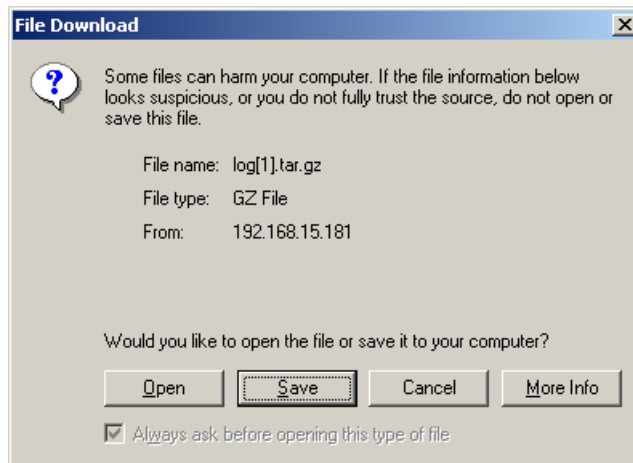 File Download
Some files can harm your computer. If the file information below
looks suspicious, or you do not fully trust the source, do not open or
save this file.
File name: log[1].tar.gz
File type: GZ File
From: 192.168.15.181
Would you like to open the file or save it to your computer?
Open Save Cancel More Info
Always ask before opening this type of file